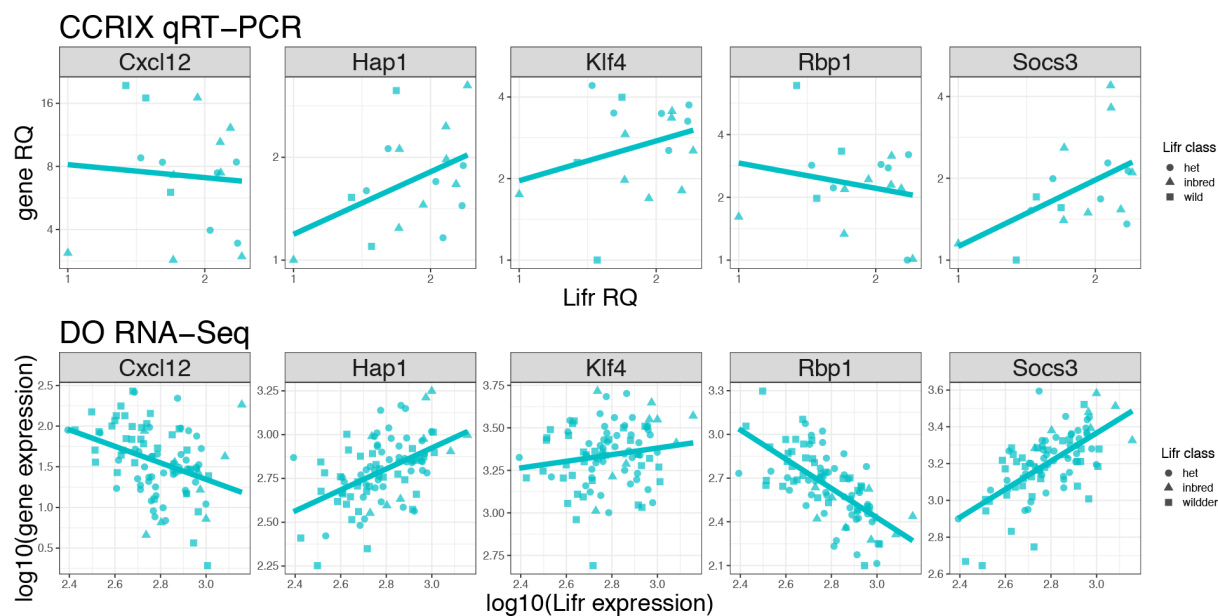 CCRIX qRT−PCR
Cxcl12 Hap1 Klf4 Rbp1 Socs3
gene RQ
16
8
4
1 2
2
1
1 2
4
2
1
1 2
4
2
1
1 2
4
2
1
1 2
Lifr RQ
Lifr class
het
inbred
wild
DO RNA−Seq
Cxcl12 Hap1 Klf4 Rbp1 Socs3
log10(gene expression)
2.5
2.0
1.5
1.0
0.5
2.4 2.6 2.8 3.0
3.25
3.00
2.75
2.50
2.25
2.4 2.6 2.8 3.0
3.75
3.50
3.25
3.00
2.75
2.4 2.6 2.8 3.0
3.3
3.0
2.7
2.4
2.1
2.4 2.6 2.8 3.0
3.6
3.4
3.2
3.0
2.8
2.6
2.4 2.6 2.8 3.0
log10(Lifr expression)
Lifr class
het
inbred
wildder